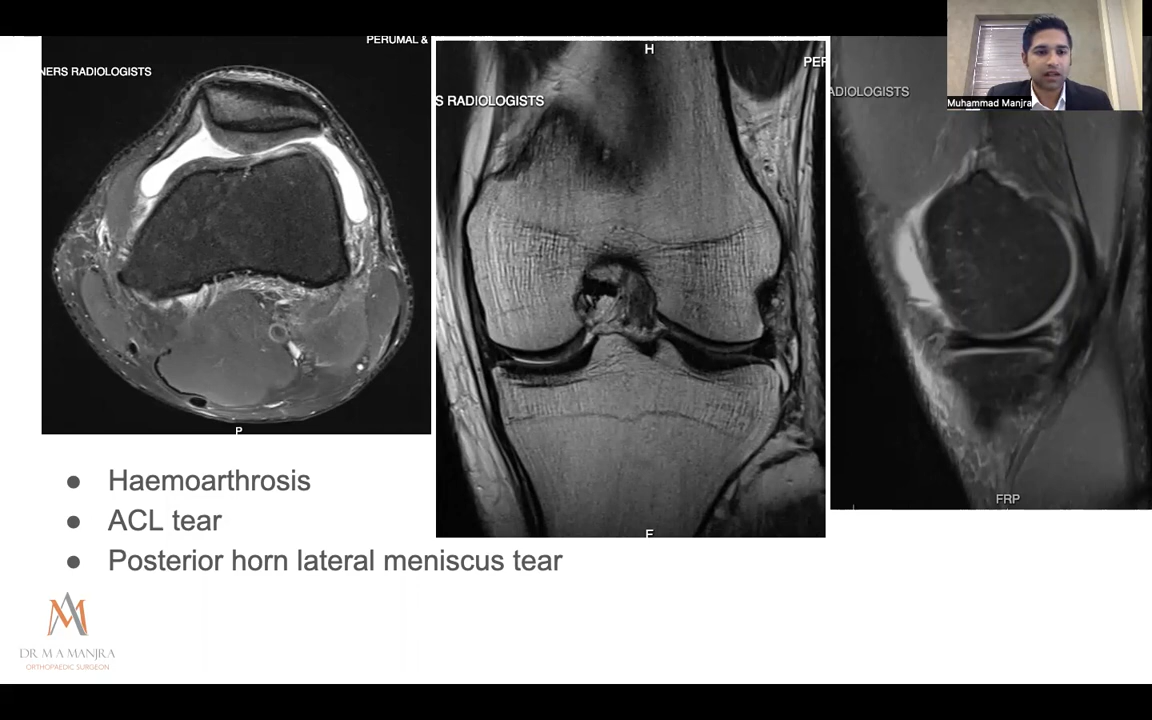 PERUMAL &
NERS RADIOLOGISTS
P
H
PER
S RADIOLOGISTS
F
ADIOLOGISTS
FRP
Muhammad Manjra
● Haemoarthrosis
● ACL tear
● Posterior horn lateral meniscus tear
DR M A MANJRA
ORTHOPAEDIC SURGEON